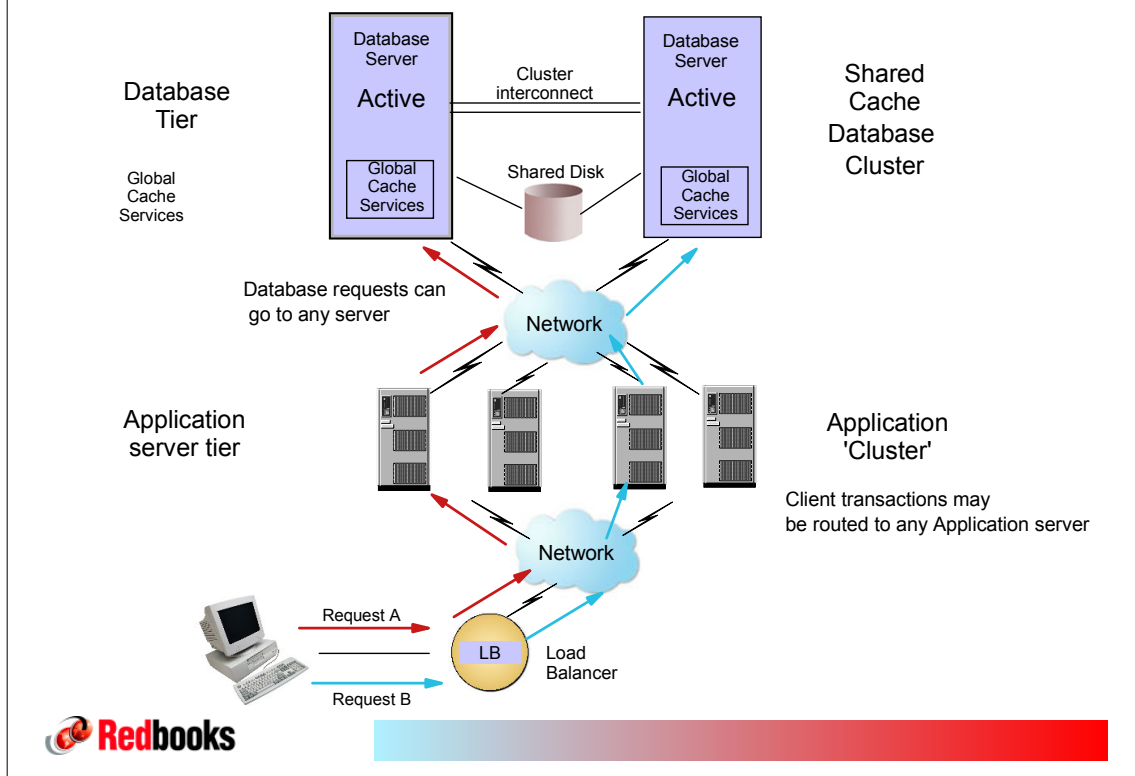 Database
Server
Active
Global
Cache
Services
Cluster
interconnect
Shared Disk
Database
Server
Active
Global
Cache
Services
Database
Tier
Global
Cache
Services
Shared
Cache
Database
Cluster
Database requests can
go to any server
Network
Application
server tier
Application
'Cluster'
Client transactions may
be routed to any Application server
Network
Request A
LB
Load
Balancer
Request B
Redbooks